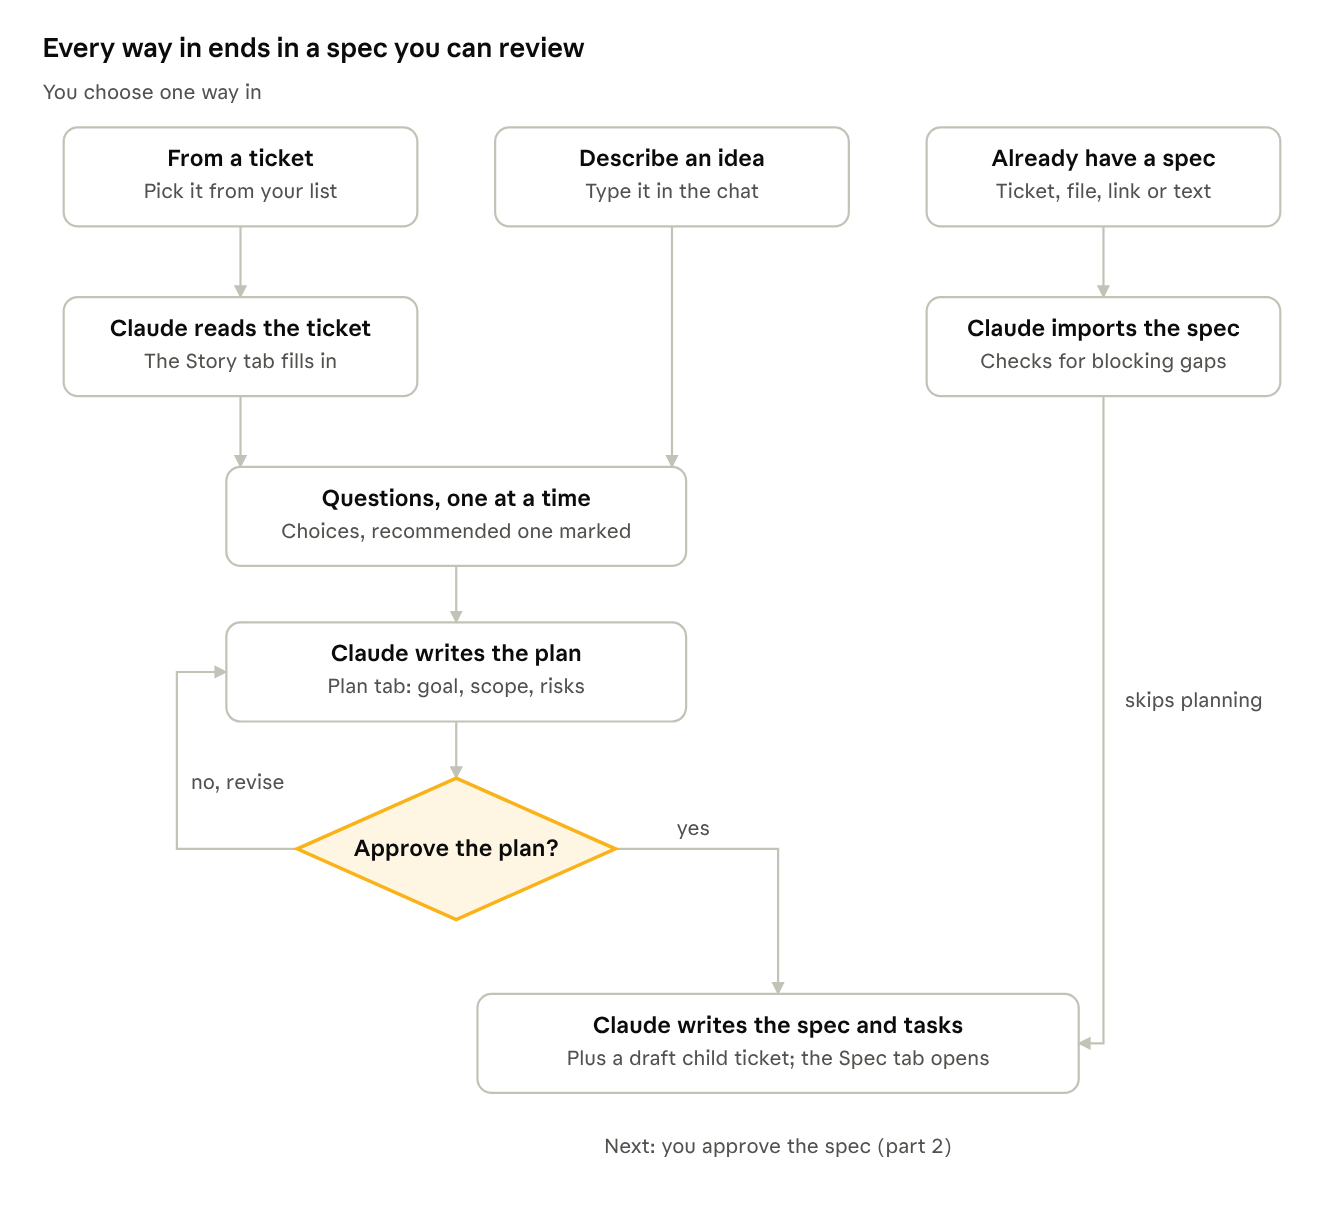 Every way in ends in a spec you can review
You choose one way in
From a ticket
Pick it from your list
Describe an idea
Type it in the chat
Already have a spec
Ticket, file, link or text
Claude reads the ticket
The Story tab fills in
Claude imports the spec
Checks for blocking gaps
Questions, one at a time
Choices, recommended one marked
Claude writes the plan
Plan tab: goal, scope, risks
skips planning
no, revise
Approve the plan?
yes
Claude writes the spec and tasks
Plus a draft child ticket; the Spec tab opens
Next: you approve the spec (part 2)